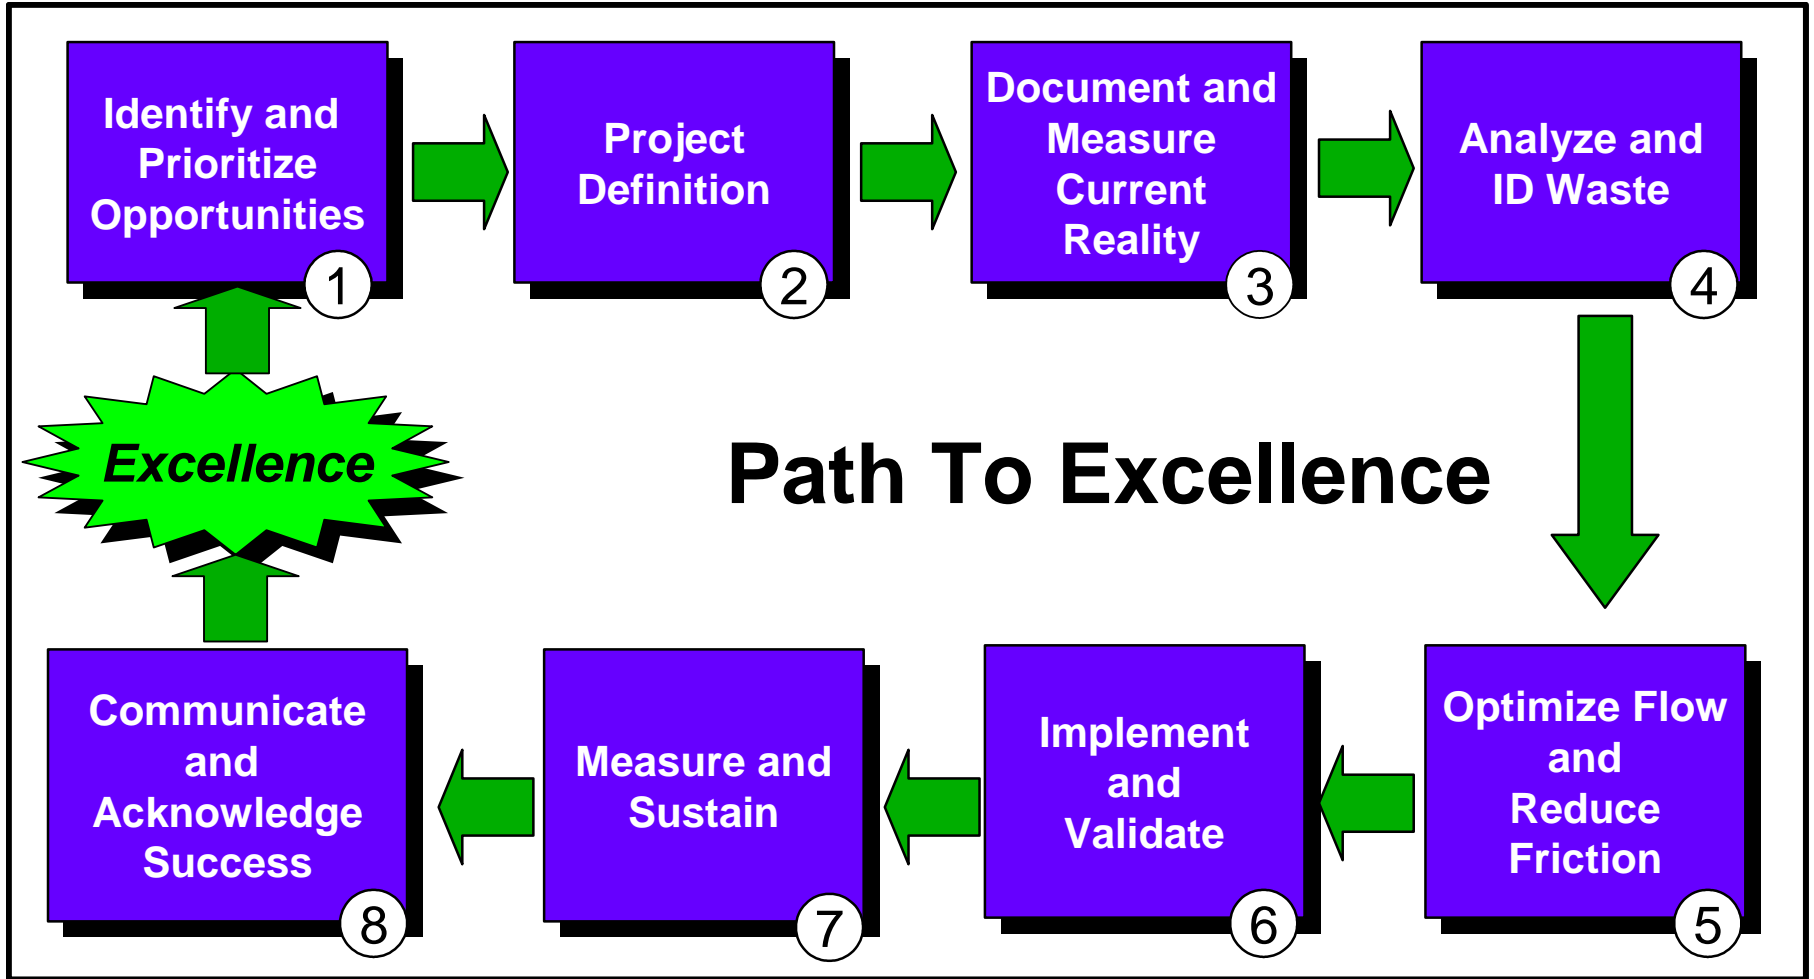 Identify and
Prioritize
Opportunities
1
Project
Definition
2
Document and
Measure
Current
Reality
3
Analyze and
ID Waste
4
Excellence
Path To Excellence
Communicate
and
Acknowledge
Success
8
Measure and
Sustain
7
Implement
and
Validate
6
Optimize Flow
and
Reduce
Friction
5